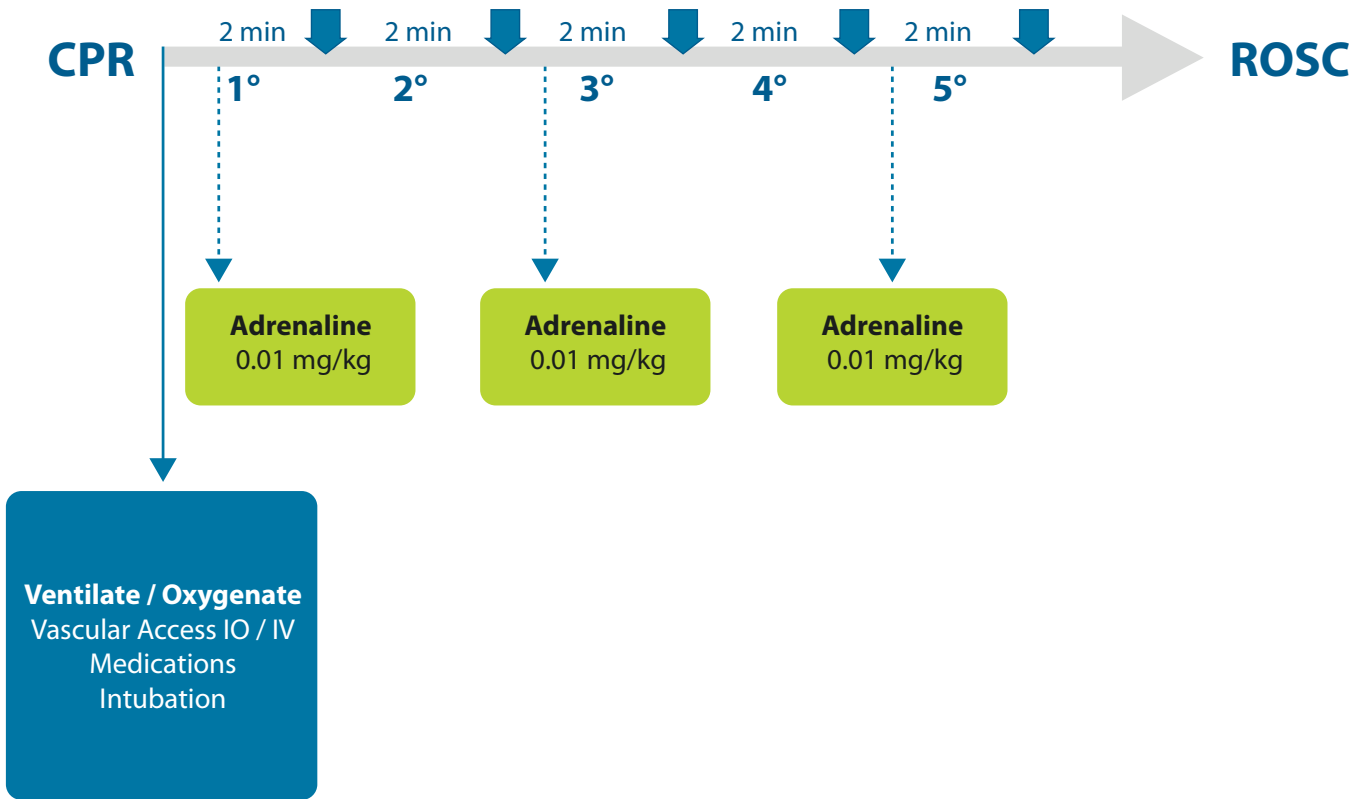 2 min
2 min
2 min
2 min
2 min
CPR
ROSC
1°
2°
3°
4°
5°
Adrenaline
0.01 mg/kg
Adrenaline
0.01 mg/kg
Adrenaline
0.01 mg/kg
Ventilate / Oxygenate
Vascular Access IO / IV
Medications
Intubation